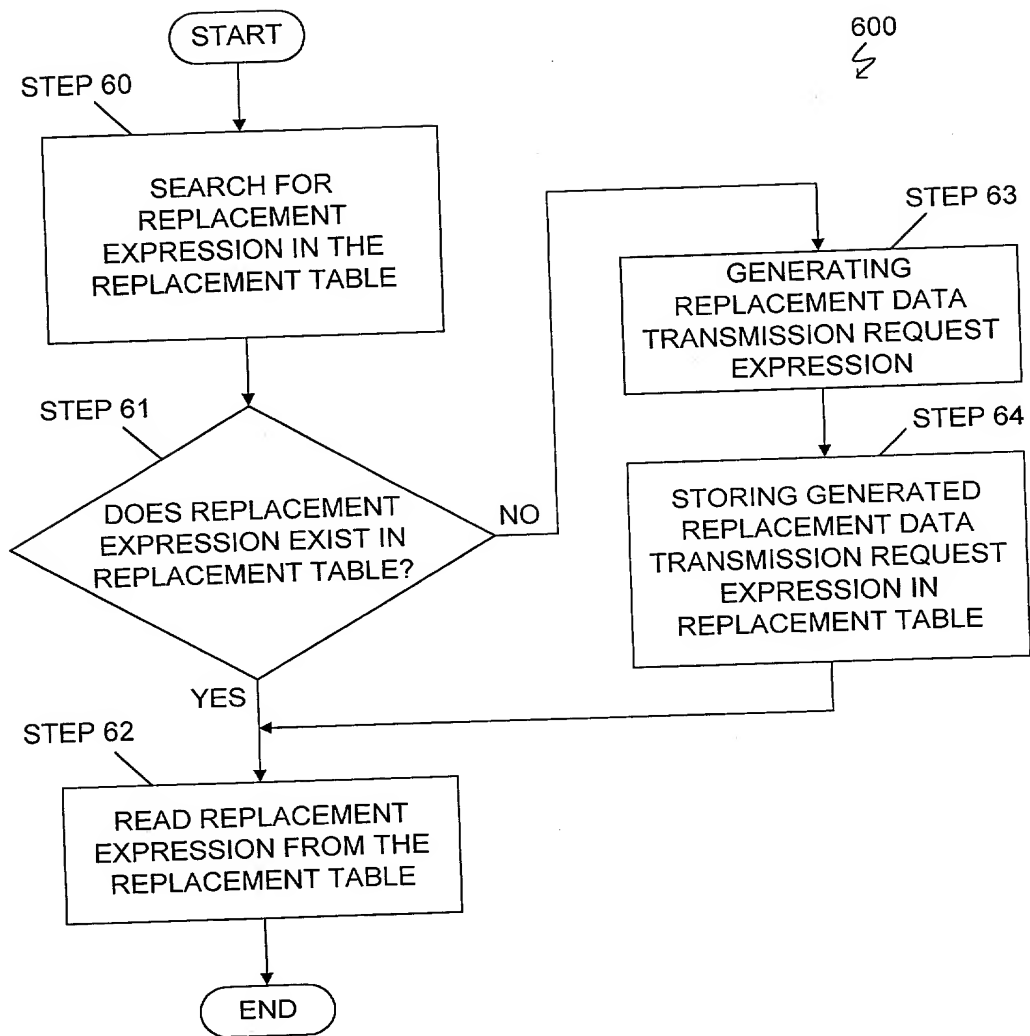 START
600
STEP 60
SEARCH FOR
REPLACEMENT
EXPRESSION IN THE
REPLACEMENT TABLE
STEP 61
DOES REPLACEMENT
EXPRESSION EXIST IN
REPLACEMENT TABLE?
NO
YES
STEP 63
GENERATING
REPLACEMENT DATA
TRANSMISSION REQUEST
EXPRESSION
STEP 64
STORING GENERATED
REPLACEMENT DATA
TRANSMISSION REQUEST
EXPRESSION IN
REPLACEMENT TABLE
STEP 62
READ REPLACEMENT
EXPRESSION FROM THE
REPLACEMENT TABLE
END